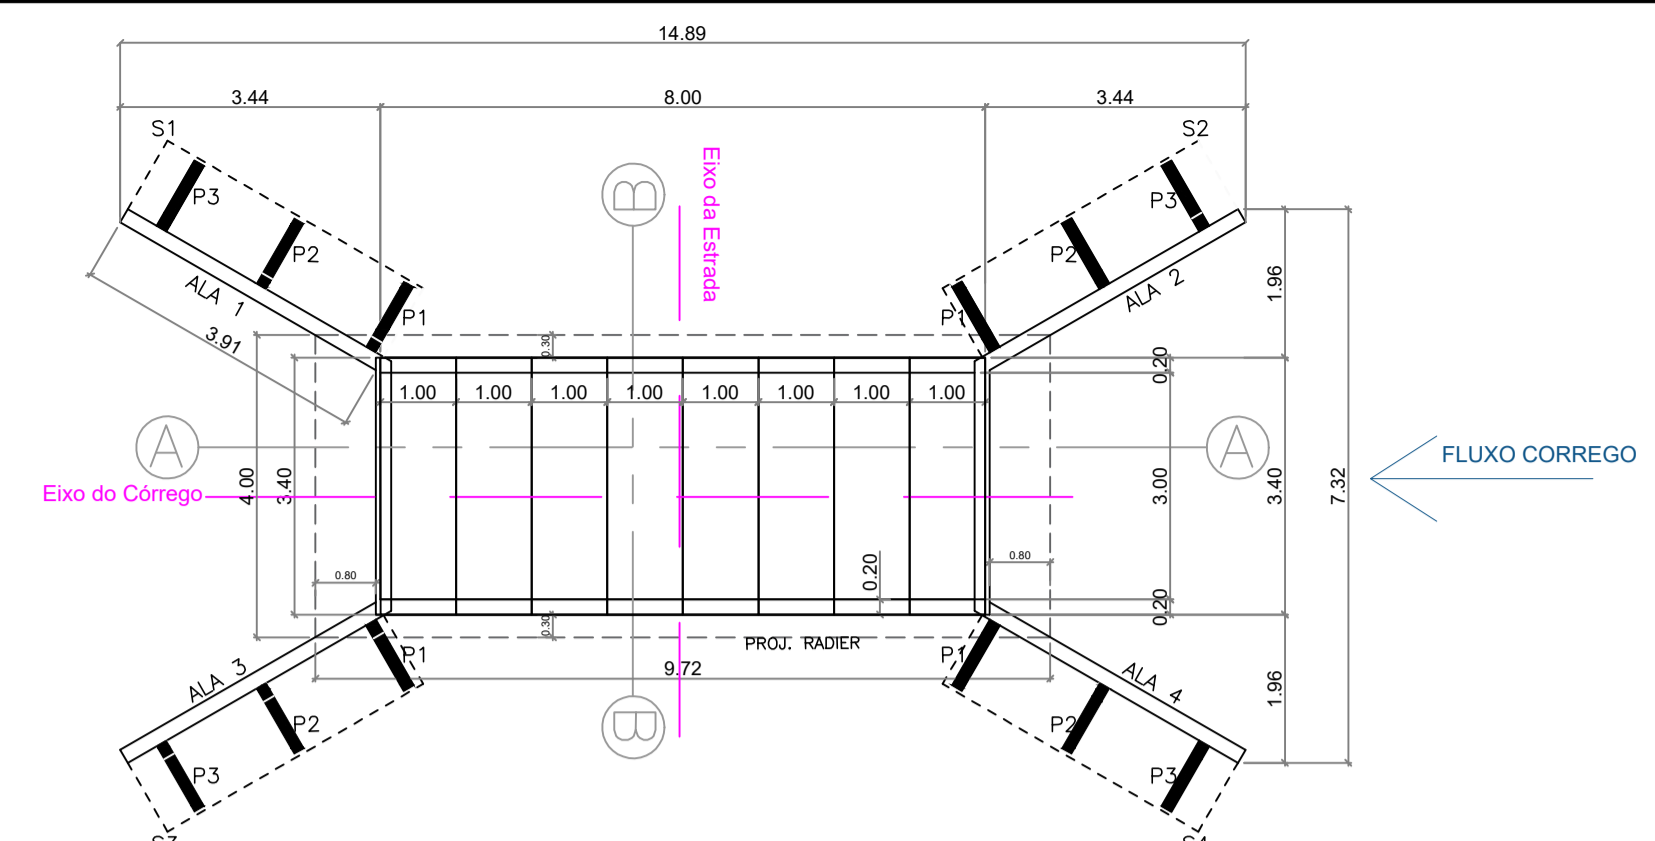 14.89
3.44
8.00
3.44
S1
S2
P3
P3
B
Eixo da Estrada
P2
P2
ALA 1
ALA 2
1.96
P1
P1
3.91
0.30
0.20
1.00 1.00 1.00 1.00 1.00 1.00 1.00 1.00
A
A
FLUXO CORREGO
4.00
3.40
3.00
3.40
7.32
Eixo do Córrego
0.80
0.20
0.80
0.20
0.30
PROJ. RADIER
P1
P1
9.72
ALA 3
ALA 4
1.96
P2
B
P2
P3
P3